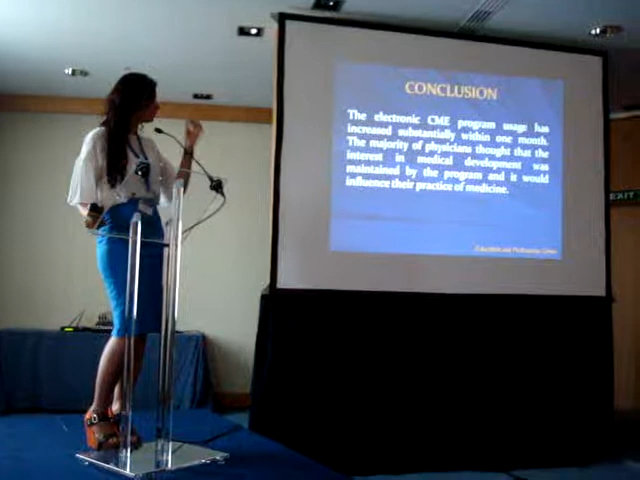 CONCLUSION
The electronic CME program usage has
increased substantially within one month.
The majority of physicians thought that the
interest in medical development was
maintained by the program and it would
influence their practice of medicine.
EXIT